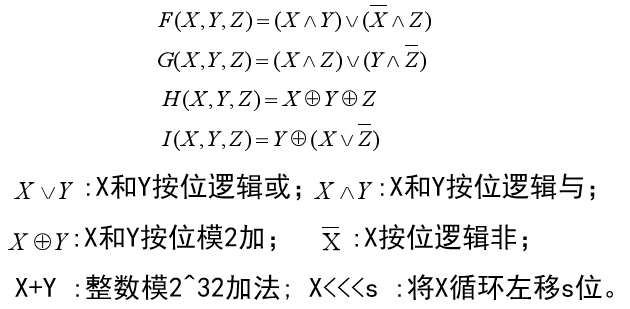 F(X,Y,Z)=(X∧Y)∨(X̅∧Z)
G(X,Y,Z)=(X∧Z)∨(Y∧Z̅)
H(X,Y,Z)=X⊕Y⊕Z
I(X,Y,Z)=Y⊕(X∨Z̅)
X∨Y :X和Y按位逻辑或; X∧Y :X和Y按位逻辑与;
X⊕Y:X和Y按位模2加; X̅ :X按位逻辑非;
X+Y :整数模2^32加法; X<<<s :将X循环左移s位。